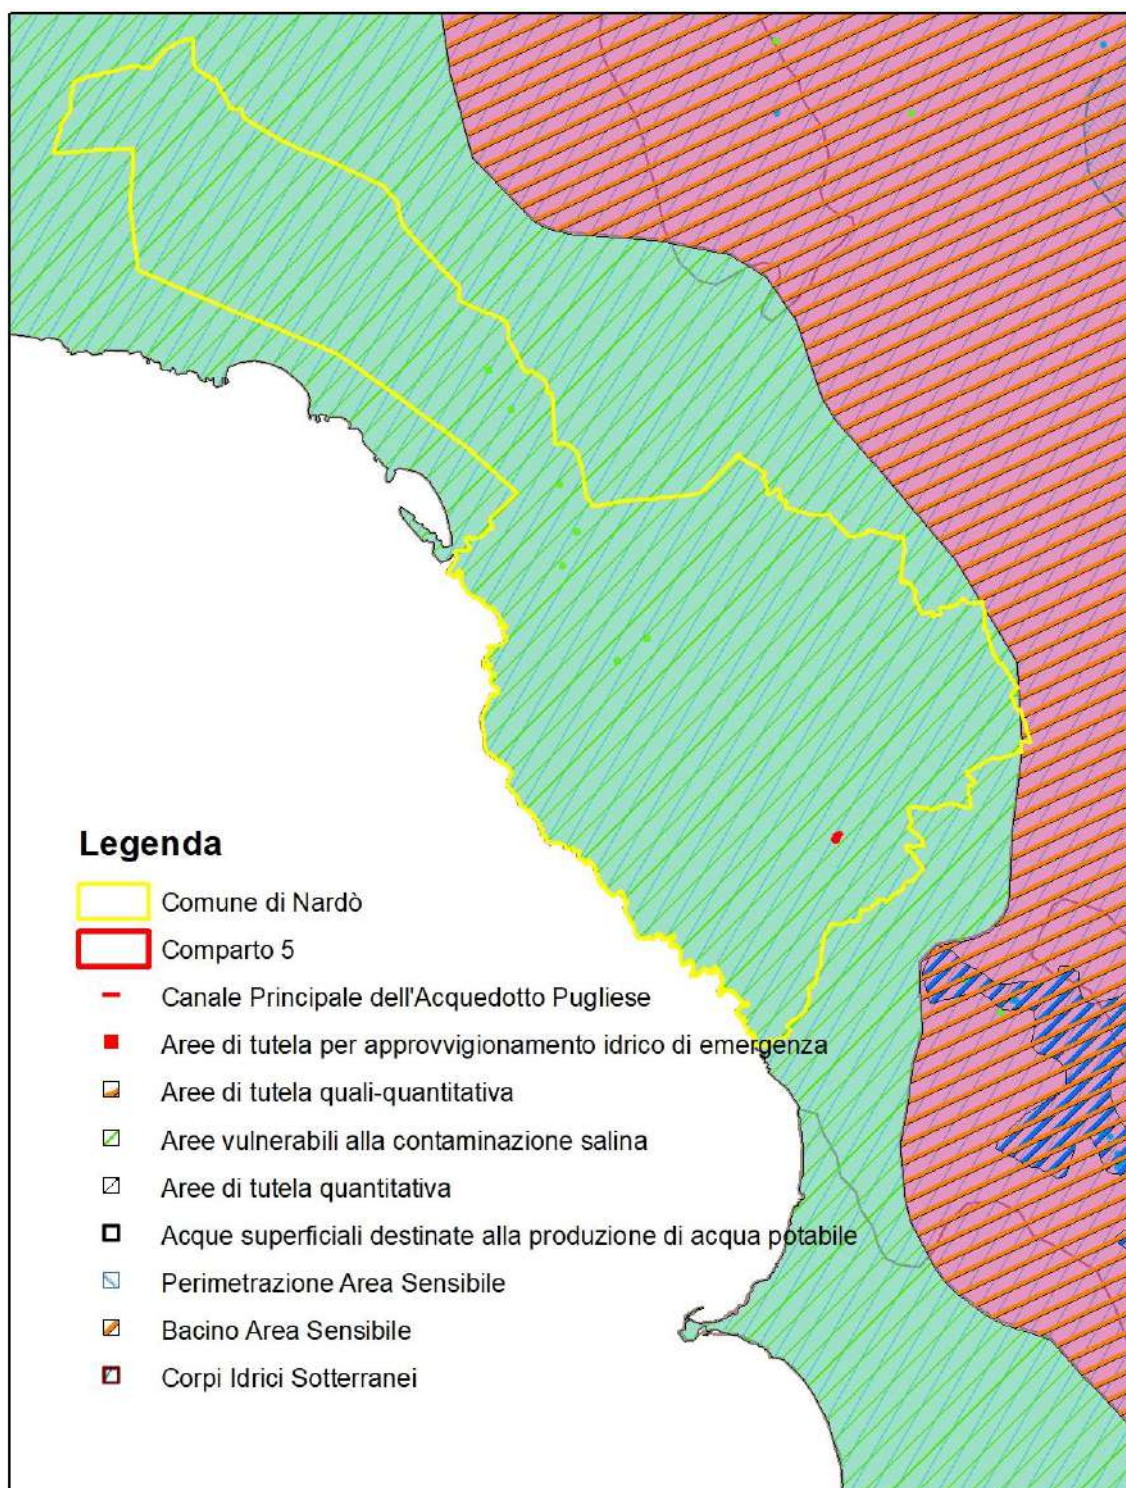 Legenda
Comune di Nardò
Comparto 5
Canale Principale dell'Acquedotto Pugliese
Aree di tutela per approvvigionamento idrico di emergenza
Aree di tutela quali-quantitativa
Aree vulnerabili alla contaminazione salina
Aree di tutela quantitativa
Acque superficiali destinate alla produzione di acqua potabile
Perimetrazione Area Sensibile
Bacino Area Sensibile
Corpi Idrici Sotterranei